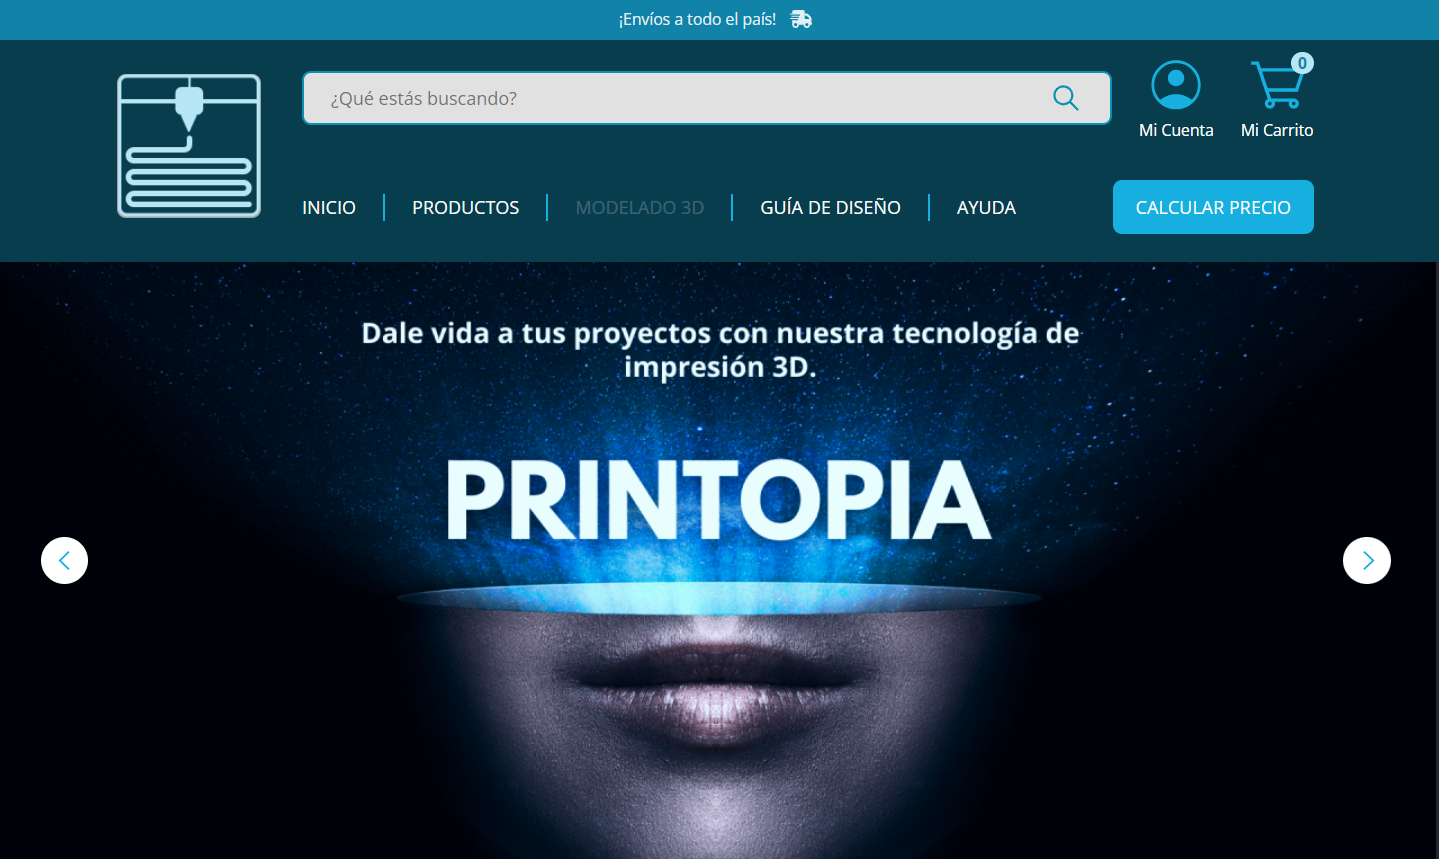 ¡Envíos a todo el país!
¿Qué estás buscando?
0
Mi Cuenta
Mi Carrito
INICIO
PRODUCTOS
MODELADO 3D
GUÍA DE DISEÑO
AYUDA
CALCULAR PRECIO
Dale vida a tus proyectos con nuestra tecnología de
impresión 3D.
PRINTOPIA